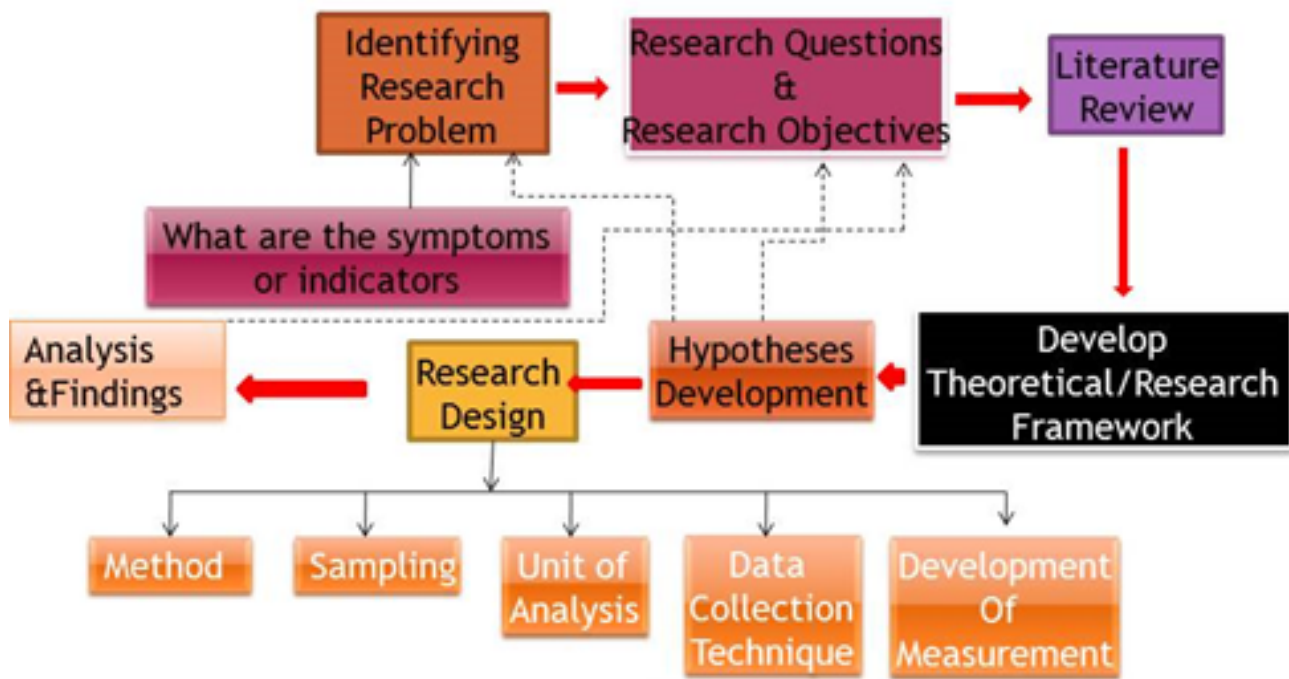 Identifying
Research
Problem
Research Questions
&
Research Objectives
Literature
Review
What are the symptoms
or indicators
Analysis
&Findings
Research
Design
Hypotheses
Development
Develop
Theoretical/Research
Framework
Method
Sampling
Unit of
Analysis
Data
Collection
Technique
Development
Of
Measurement